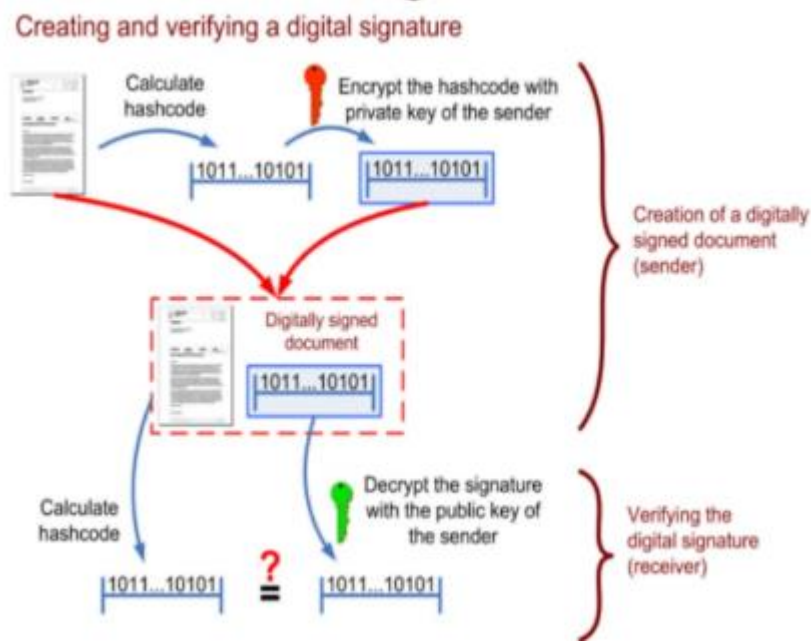 Creating and verifying a digital signature
Calculate
hashcode
Encrypt the hashcode with
private key of the sender
1011...10101
1011...10101
Creation of a digitally
signed document
(sender)
Digitally signed
document
1011...10101
Calculate
hashcode
Decrypt the signature
with the public key of
the sender
Verifying the
digital signature
(receiver)
1011...10101
?
=
1011...10101